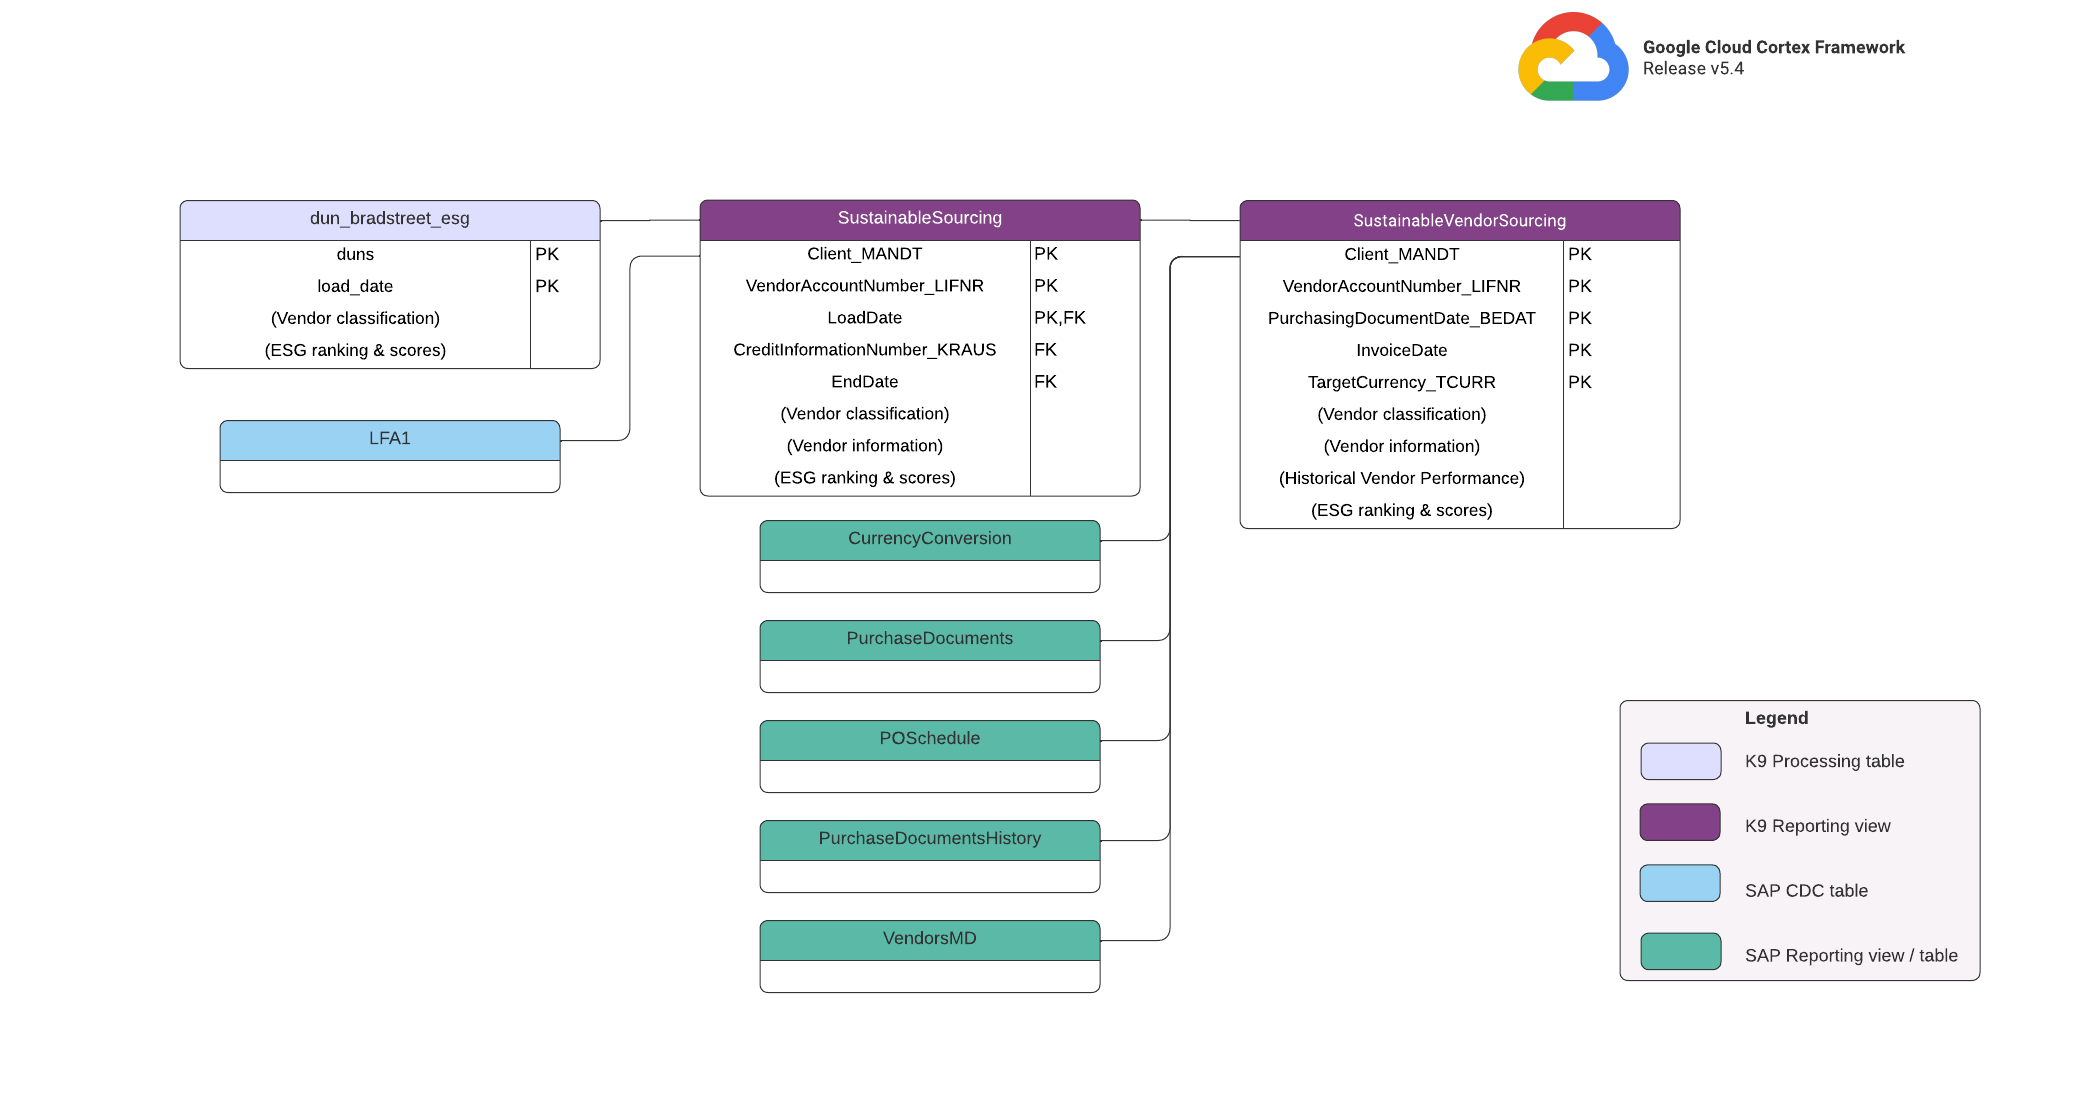 Google Cloud Cortex Framework
Release v5.4
dun_bradstreet_esg
duns PK
load_date PK
(Vendor classification)
(ESG ranking & scores)
LFA1
SustainableSourcing
Client_MANDT PK
VendorAccountNumber_LIFNR PK
LoadDate PK,FK
CreditInformationNumber_KRAUS FK
EndDate FK
(Vendor classification)
(Vendor information)
(ESG ranking & scores)
SustainableVendorSourcing
Client_MANDT PK
VendorAccountNumber_LIFNR PK
PurchasingDocumentDate_BEDAT PK
InvoiceDate PK
TargetCurrency_TCURR PK
(Vendor classification)
(Vendor information)
(Historical Vendor Performance)
(ESG ranking & scores)
CurrencyConversion
PurchaseDocuments
POSchedule
PurchaseDocumentsHistory
VendorsMD
Legend
K9 Processing table
K9 Reporting view
SAP CDC table
SAP Reporting view / table